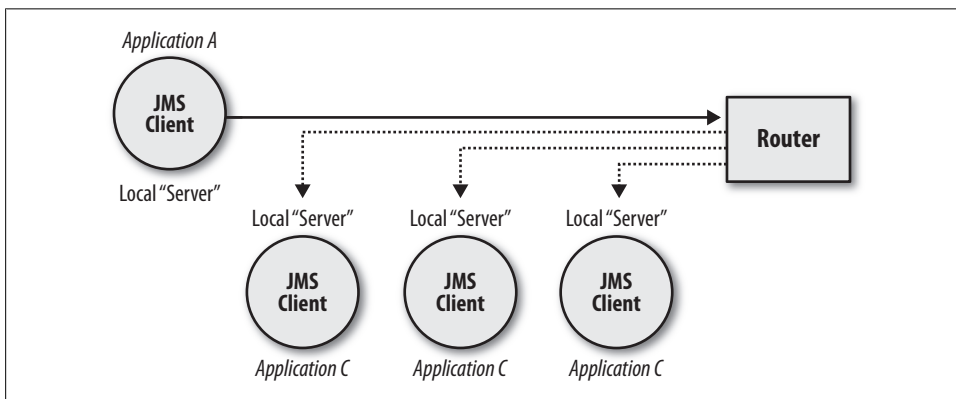 Application A
JMS
Client
Local “Server”
Router
Local “Server”
Local “Server”
Local “Server”
JMS
Client
JMS
Client
JMS
Client
Application C
Application C
Application C